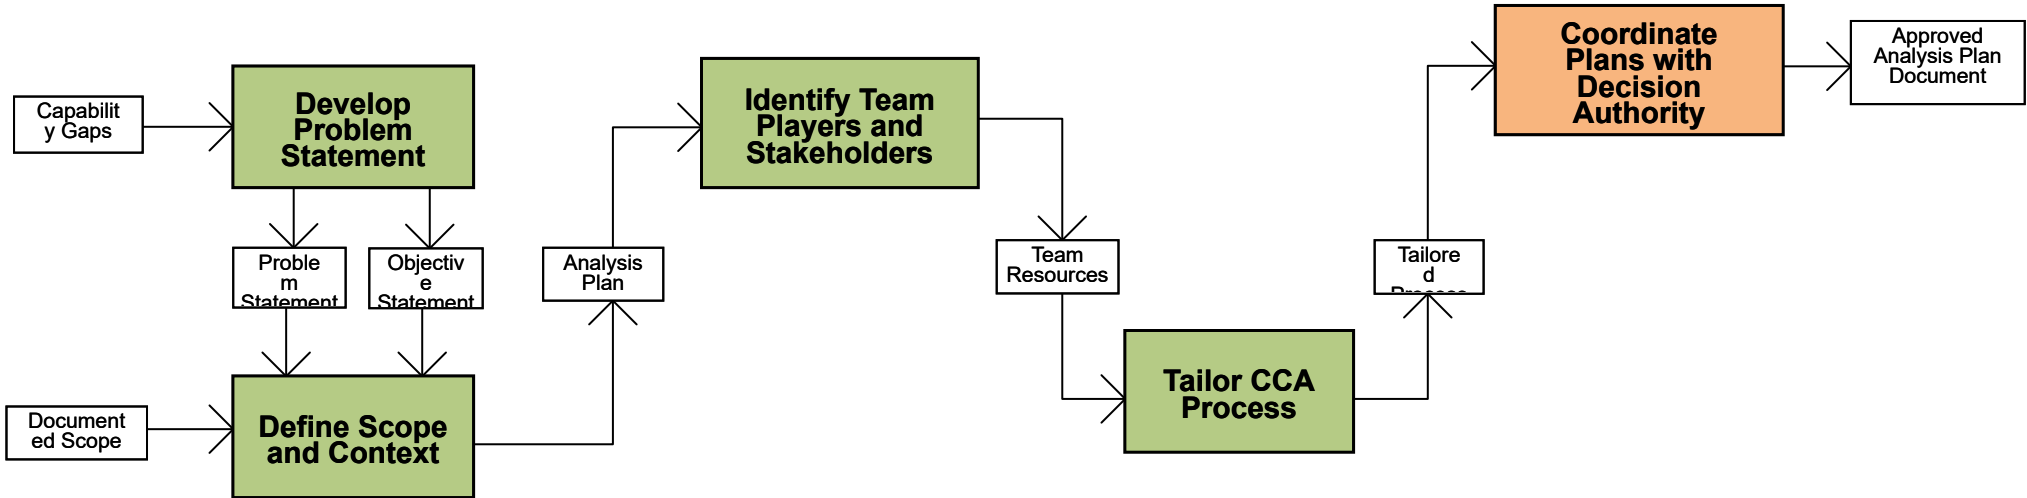 Capabilit
y Gaps
Develop
Problem
Statement
Proble
m
Statement
Objectiv
e
Statement
Document
ed Scope
Define Scope
and Context
Analysis
Plan
Identify Team
Players and
Stakeholders
Team
Resources
Tailor CCA
Process
Tailore
d
Process
Coordinate
Plans with
Decision
Authority
Approved
Analysis Plan
Document